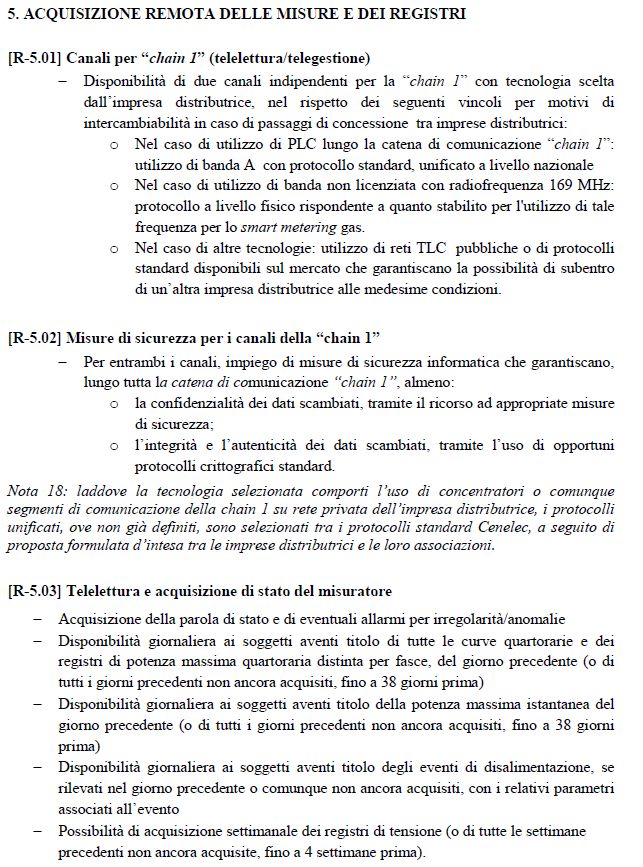 5. ACQUISIZIONE REMOTA DELLE MISURE E DEI REGISTRI
[R-5.01] Canali per “chain 1” (telelettura/telegestione)
− Disponibilità di due canali indipendenti per la “chain 1” con tecnologia scelta
dall’impresa distributrice, nel rispetto dei seguenti vincoli per motivi di
intercambiabilità in caso di passaggi di concessione tra imprese distributrici:
o Nel caso di utilizzo di PLC lungo la catena di comunicazione “chain 1”:
utilizzo di banda A con protocollo standard, unificato a livello nazionale
o Nel caso di utilizzo di banda non licenziata con radiofrequenza 169 MHz:
protocollo a livello fisico rispondente a quanto stabilito per l'utilizzo di tale
frequenza per lo smart metering gas.
o Nel caso di altre tecnologie: utilizzo di reti TLC pubbliche o di protocolli
standard disponibili sul mercato che garantiscano la possibilità di subentro
di un’altra impresa distributrice alle medesime condizioni.
[R-5.02] Misure di sicurezza per i canali della “chain 1”
− Per entrambi i canali, impiego di misure di sicurezza informatica che garantiscano,
lungo tutta la catena di comunicazione “chain 1”, almeno:
o la confidenzialità dei dati scambiati, tramite il ricorso ad appropriate misure
di sicurezza;
o l’integrità e l’autenticità dei dati scambiati, tramite l’uso di opportuni
protocolli crittografici standard.
Nota 18: laddove la tecnologia selezionata comporti l’uso di concentratori o comunque
segmenti di comunicazione della chain 1 su rete privata dell’impresa distributrice, i protocolli
unificati, ove non già definiti, sono selezionati tra i protocolli standard Cenelec, a seguito di
proposta formulata d’intesa tra le imprese distributrici e le loro associazioni.
[R-5.03] Telelettura e acquisizione di stato del misuratore
− Acquisizione della parola di stato e di eventuali allarmi per irregolarità/anomalie
− Disponibilità giornaliera ai soggetti aventi titolo di tutte le curve quartorarie e dei
registri di potenza massima quartoraria distinta per fasce, del giorno precedente (o di
tutti i giorni precedenti non ancora acquisiti, fino a 38 giorni prima)
− Disponibilità giornaliera ai soggetti aventi titolo della potenza massima istantanea del
giorno precedente (o di tutti i giorni precedenti non ancora acquisiti, fino a 38 giorni
prima)
− Disponibilità giornaliera ai soggetti aventi titolo degli eventi di disalimentazione, se
rilevati nel giorno precedente o comunque non ancora acquisiti, con i relativi parametri
associati all’evento
− Possibilità di acquisizione settimanale dei registri di tensione (o di tutte le settimane
precedenti non ancora acquisite, fino a 4 settimane prima).